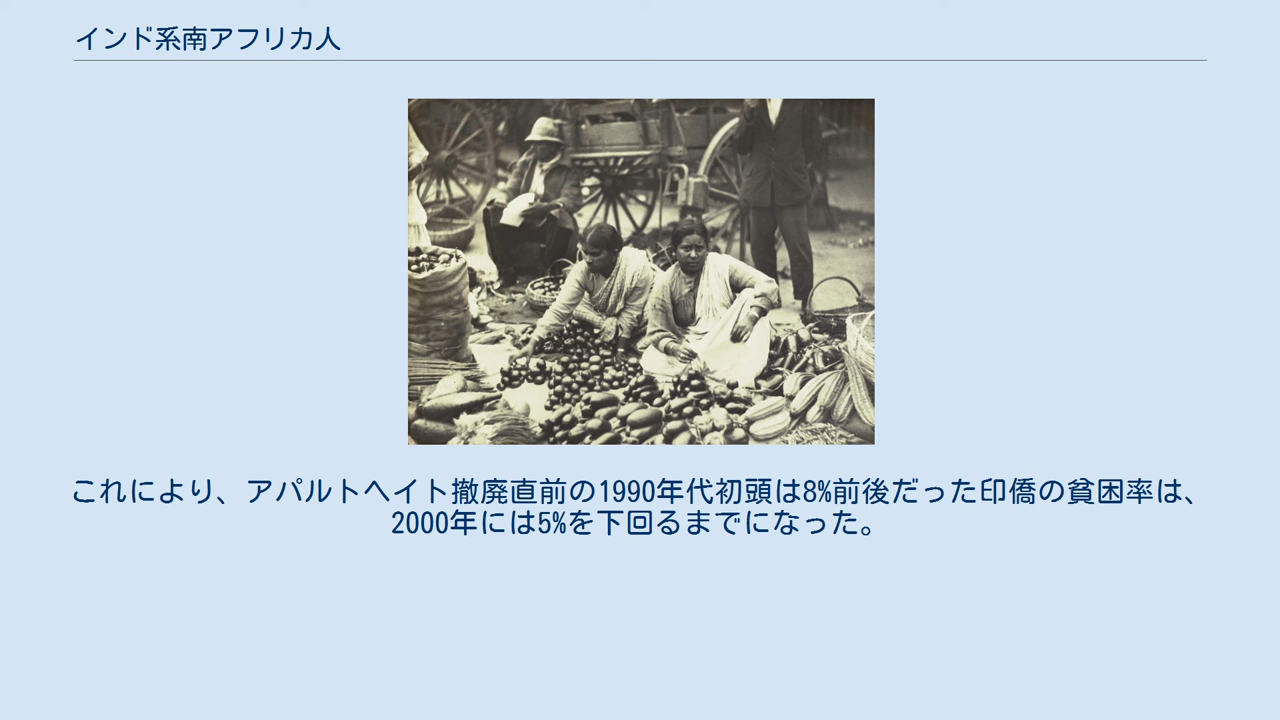 インド系南アフリカ人
これにより、アパルトヘイト撤廃直前の1990年代初頭は8%前後だった印僑の貧困率は、
2000年には5%を下回るまでになった。